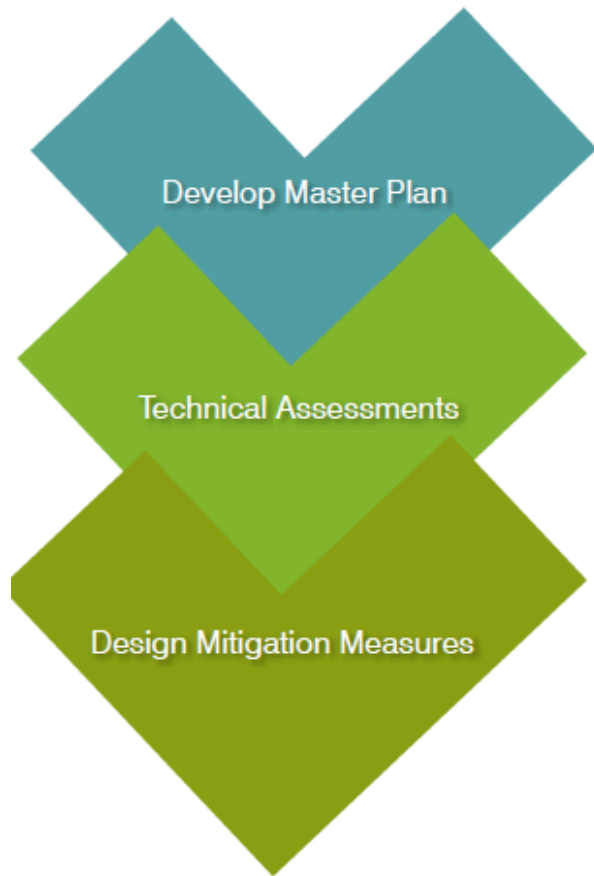 Develop Master Plan
Technical Assessments
Design Mitigation Measures